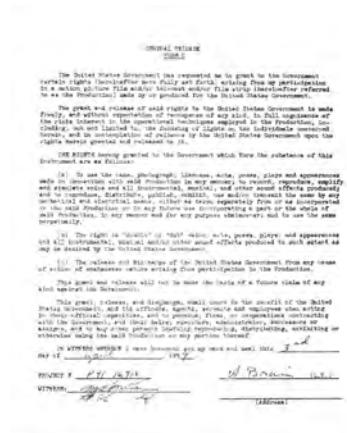 GENERAL RELEASE
The United States Government has requested me to grant to the Government
certain rights (hereinafter more fully set forth) arising from my participation
in a motion picture film and/or telecast and/or film strip (hereinafter referred
to as the Production) made by or produced for the United States Government.
The grant and release of said rights to the United States Government is made
freely, and without expectation of recompense of any kind, in full cognizance of
the risks inherent in the operational techniques employed in the Production, in-
cluding, but not limited to, the focusing of lights on the individuals concerned
herein, and in contemplation of reliance by the United States Government upon the
rights herein granted and released to it.
THE RIGHTS hereby granted to the Government which form the substance of this
instrument are as follows:
(a) To use the name, photograph, likeness, acts, poses, plays and appearances
made in connection with said Production in any manner; to record, reproduce, amplify
and simulate voice and all instrumental, musical, and other sound effects produced;
and to reproduce, distribute, publish, exhibit, use and/or transmit the same by any
mechanical and electrical means, either as term separately from or as incorporated
in the said Production or in any future use incorporating a part or the whole of
said Production, in any manner and for any purpose whatsoever; and to use the same
perpetually.
(b) The right to "double" or "dub" voice, acts, poses, plays, and appearances
and all instrumental, musical and/or other sound effects produced to such extent as
may be desired by the United States Government.
(c) The release and discharge of the United States Government from any cause
of action of whatsoever nature arising from participation in the Production.
This grant and release will not be made the basis of a future claim of any
kind against the Government.
This grant, release, and discharge, shall inure to the benefit of the United
States Government, and its officers, agents, servants and employees when acting
in their official capacities, and to persons, firms, or corporations contracting
with the Government, and their heirs, executors, administrators, successors or
assigns, and to any other persons lawfully reproducing, distributing, exhibiting or
otherwise using the said Production or any portion thereof.
IN WITNESS WHEREOF I have hereunto set my hand and seal this 3rd
day of April
PROJECT #
WITNESS:
(Address)